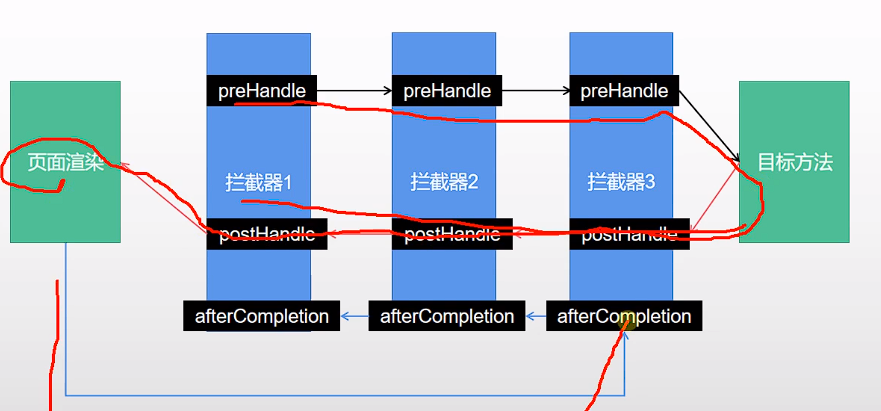 preHandle preHandle preHandle
页面渲染 拦截器1 拦截器2 拦截器3 目标方法
postHandle postHandle postHandle
afterCompletion afterCompletion afterCompletion